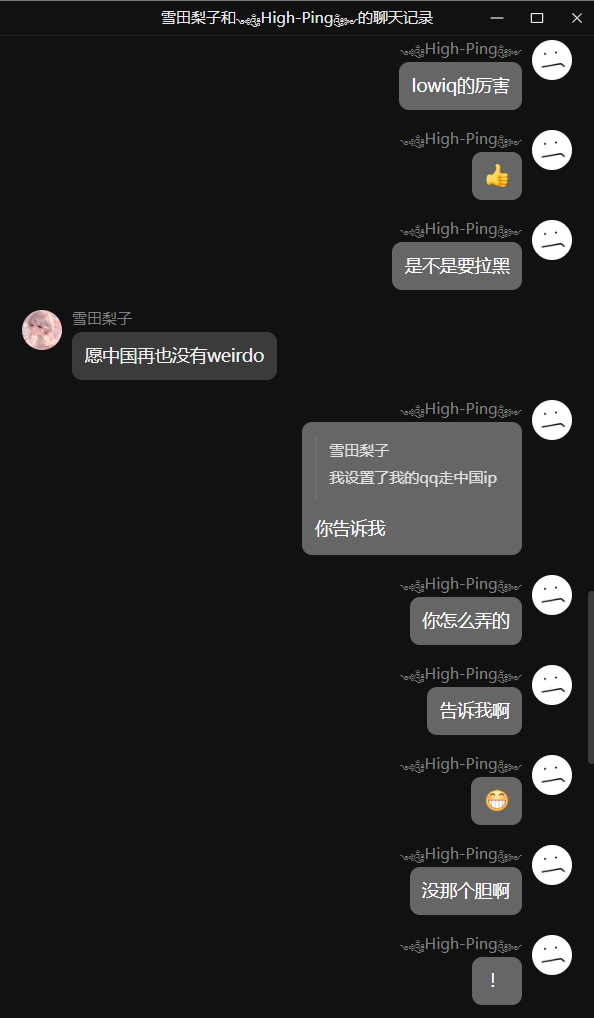 雪田梨子和࿐ཉི།High-Ping།ཉྀ࿐的聊天记录
High-Ping
lowiq的厉害
High-Ping
👍
High-Ping
是不是要拉黑
雪田梨子
愿中国再也没有weirdo
High-Ping
雪田梨子
我设置了我的qq走中国ip
你告诉我
High-Ping
你怎么弄的
High-Ping
告诉我啊
High-Ping
😁
High-Ping
没那个胆啊
High-Ping
！